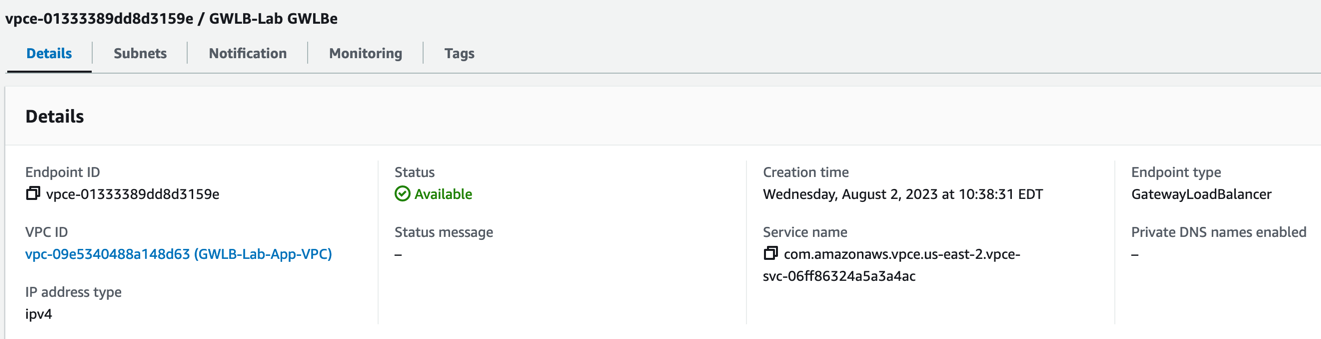 vpce-01333389dd8d3159e / GWLB-Lab GWLBe
Details
Subnets
Notification
Monitoring
Tags
Details
Endpoint ID
vpce-01333389dd8d3159e
VPC ID
vpc-09e5340488a148d63 (GWLB-Lab-App-VPC)
IP address type
ipv4
Status
Available
Status message
–
Creation time
Wednesday, August 2, 2023 at 10:38:31 EDT
Service name
com.amazonaws.vpce.us-east-2.vpce-
svc-06ff86324a5a3a4ac
Endpoint type
GatewayLoadBalancer
Private DNS names enabled
–